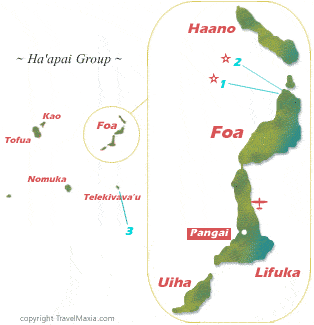 Haano
~ Ha'apai Group ~
2
1
Kao
Foa
Tofua
Foa
Nomuka
Telekivava'u
3
Pangai
Lifuka
Uiha
copyright TravelMaxia.com